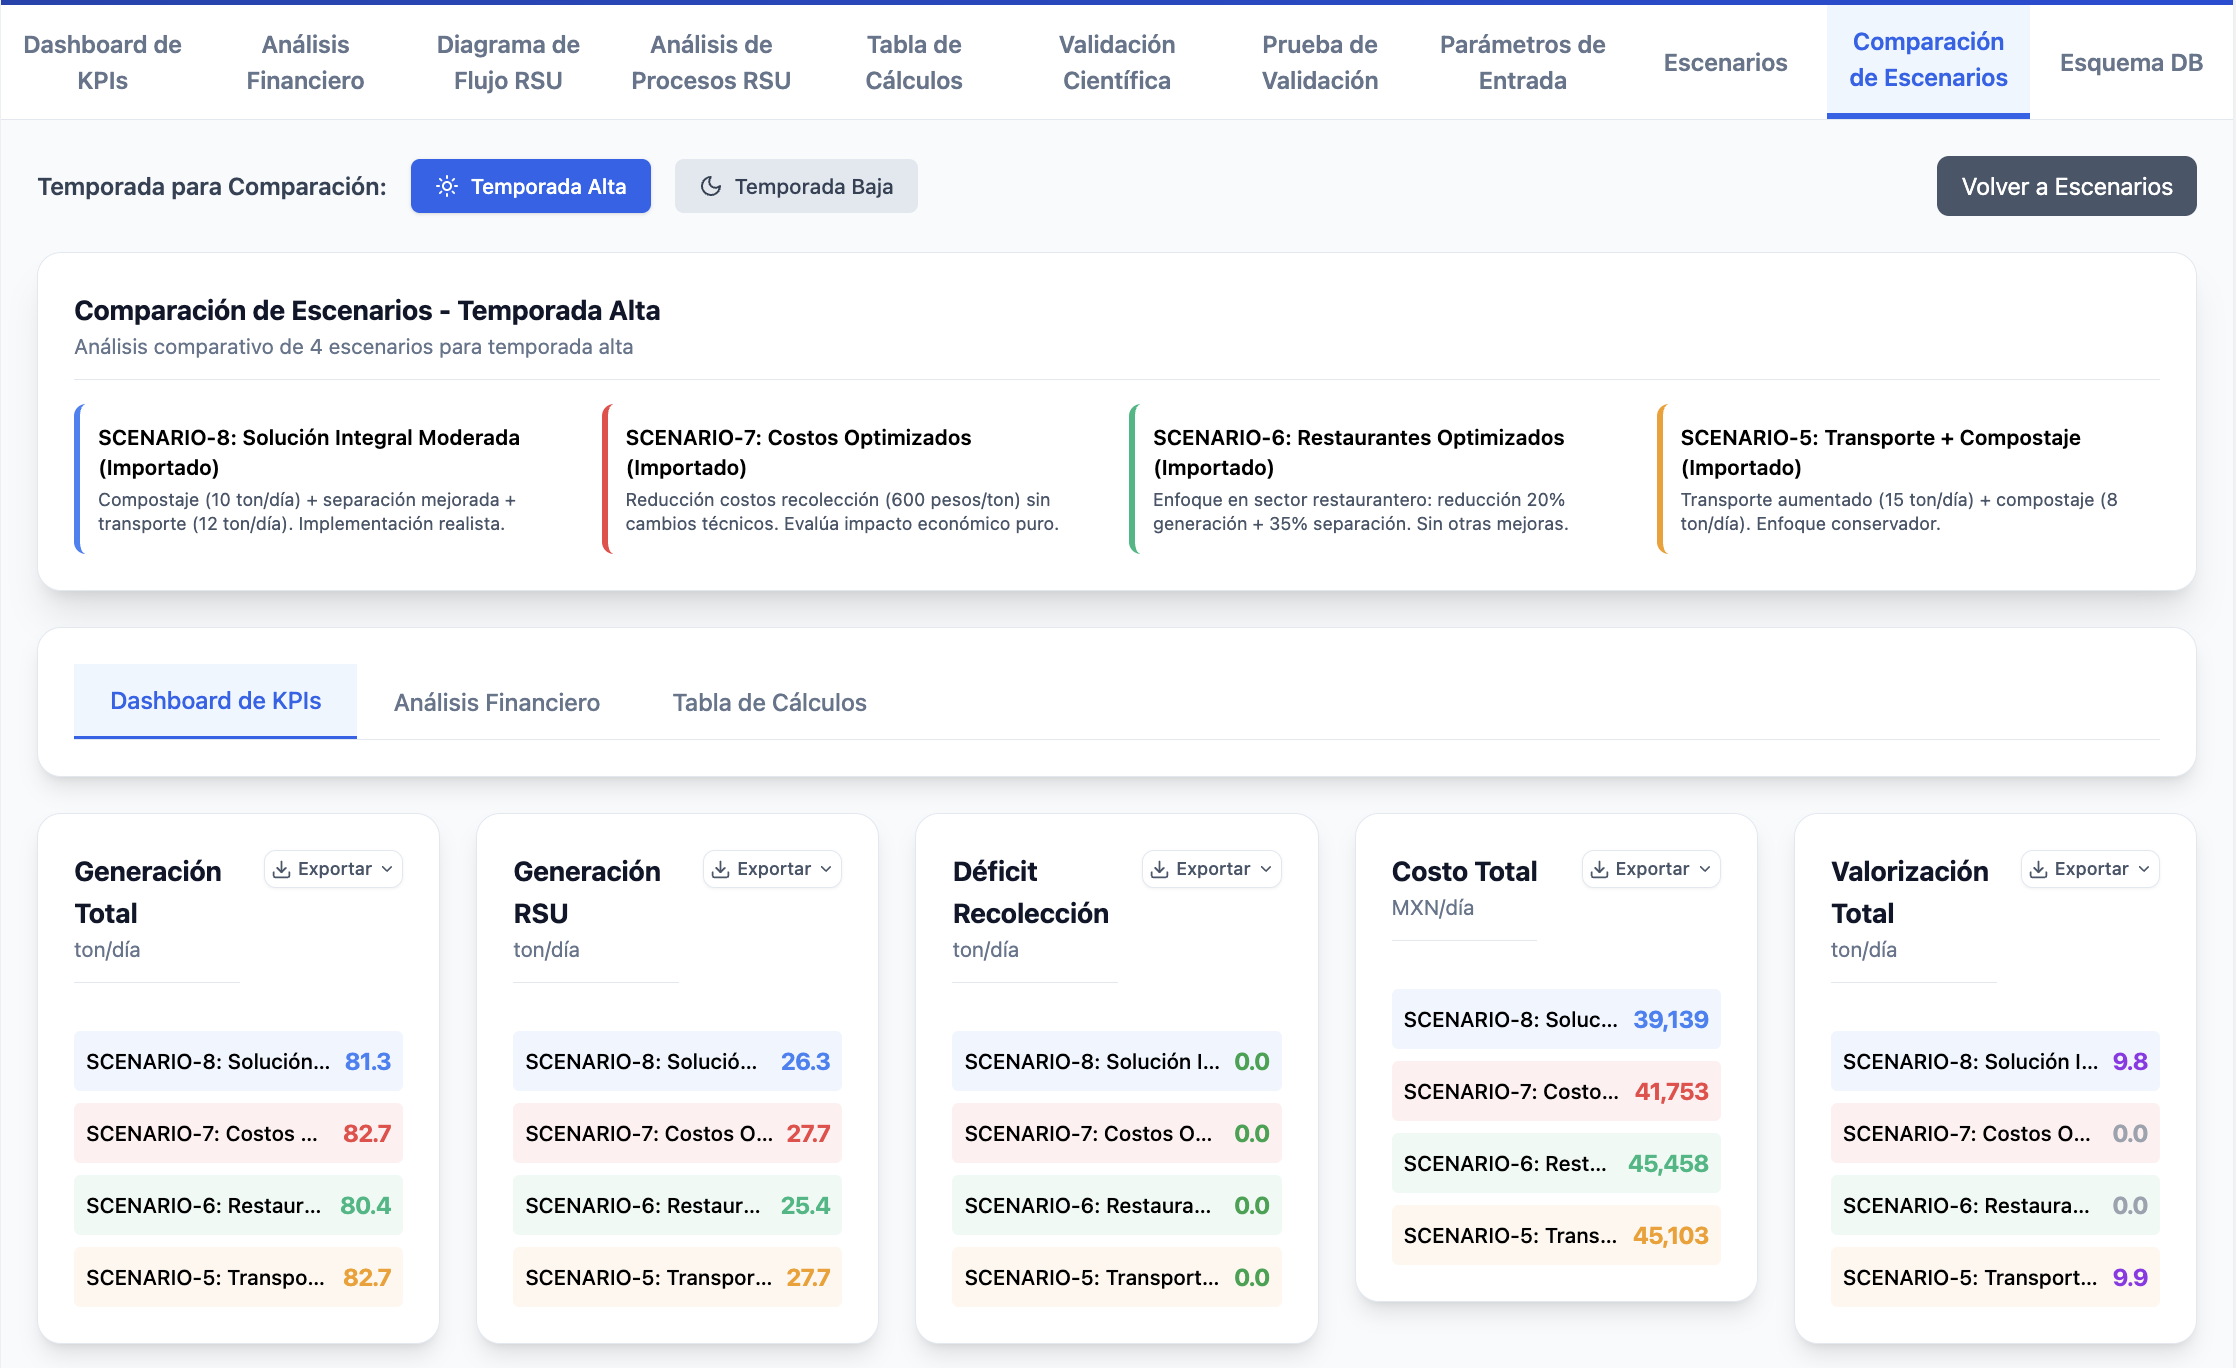 Dashboard de
KPIs
Análisis
Financiero
Diagrama de
Flujo RSU
Análisis de
Procesos RSU
Tabla de
Cálculos
Validación
Científica
Prueba de
Validación
Parámetros de
Entrada
Escenarios
Comparación
de Escenarios
Esquema DB
Temporada para Comparación:
Temporada Alta
Temporada Baja
Volver a Escenarios
Comparación de Escenarios - Temporada Alta
Análisis comparativo de 4 escenarios para temporada alta
SCENARIO-8: Solución Integral Moderada
(Importado)
Compostaje (10 ton/día) + separación mejorada +
transporte (12 ton/día). Implementación realista.
SCENARIO-7: Costos Optimizados
(Importado)
Reducción costos recolección (600 pesos/ton) sin
cambios técnicos. Evalúa impacto económico puro.
SCENARIO-6: Restaurantes Optimizados
(Importado)
Enfoque en sector restaurantero: reducción 20%
generación + 35% separación. Sin otras mejoras.
SCENARIO-5: Transporte + Compostaje
(Importado)
Transporte aumentado (15 ton/día) + compostaje (8
ton/día). Enfoque conservador.
Dashboard de KPIs
Análisis Financiero
Tabla de Cálculos
Generación
Total
ton/día
Exportar
SCENARIO-8: Solución... 81.3
SCENARIO-7: Costos ... 82.7
SCENARIO-6: Restaur... 80.4
SCENARIO-5: Transpo... 82.7
Generación
RSU
ton/día
Exportar
SCENARIO-8: Solució... 26.3
SCENARIO-7: Costos O... 27.7
SCENARIO-6: Restaur... 25.4
SCENARIO-5: Transpor... 27.7
Déficit
Recolección
ton/día
Exportar
SCENARIO-8: Solución I... 0.0
SCENARIO-7: Costos O... 0.0
SCENARIO-6: Restaura... 0.0
SCENARIO-5: Transport... 0.0
Costo Total
MXN/día
Exportar
SCENARIO-8: Soluc... 39,139
SCENARIO-7: Costo... 41,753
SCENARIO-6: Rest... 45,458
SCENARIO-5: Trans... 45,103
Valorización
Total
ton/día
Exportar
SCENARIO-8: Solución I... 9.8
SCENARIO-7: Costos O... 0.0
SCENARIO-6: Restaura... 0.0
SCENARIO-5: Transport... 9.9